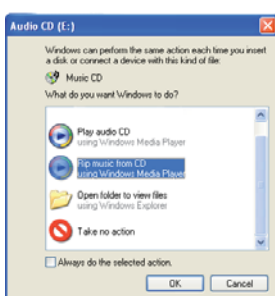 Audio CD (E:)
Windows can perform the same action each time you insert
a disk or connect a device with this kind of file:
Music CD
What do you want Windows to do?
Play audio CD
using Windows Media Player
Rip music from CD
using Windows Media Player
Open folder to view files
using Windows Explorer
Take no action
Always do the selected action.
OK
Cancel